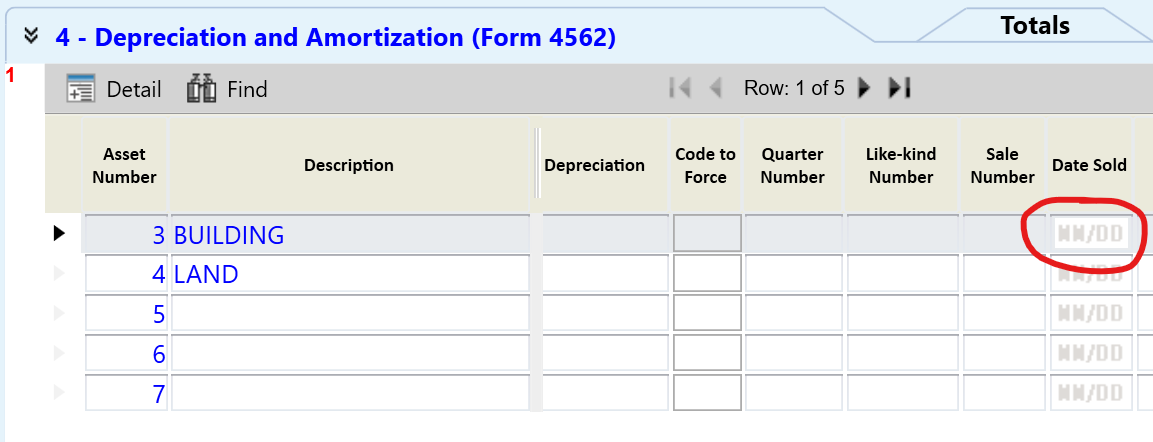 4 - Depreciation and Amortization (Form 4562)
Totals
1
Detail Find Row: 1 of 5
Asset Number Description Depreciation Code to Force Quarter Number Like-kind Number Sale Number Date Sold
3 BUILDING MM/DD
4 LAND MM/DD
5 MM/DD
6 MM/DD
7 MM/DD